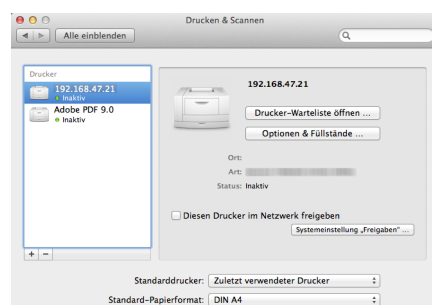 Drucken & Scannen
Alle einblenden
Drucker
192.168.47.21
Inaktiv
Adobe PDF 9.0
Inaktiv
192.168.47.21
Drucker-Warteliste öffnen ...
Optionen & Füllstände ...
Ort:
Art:
Status: Inaktiv
Diesen Drucker im Netzwerk freigeben
Systemeinstellung „Freigaben“ ...
+ −
Standarddrucker: Zuletzt verwendeter Drucker
Standard-Papierformat: DIN A4